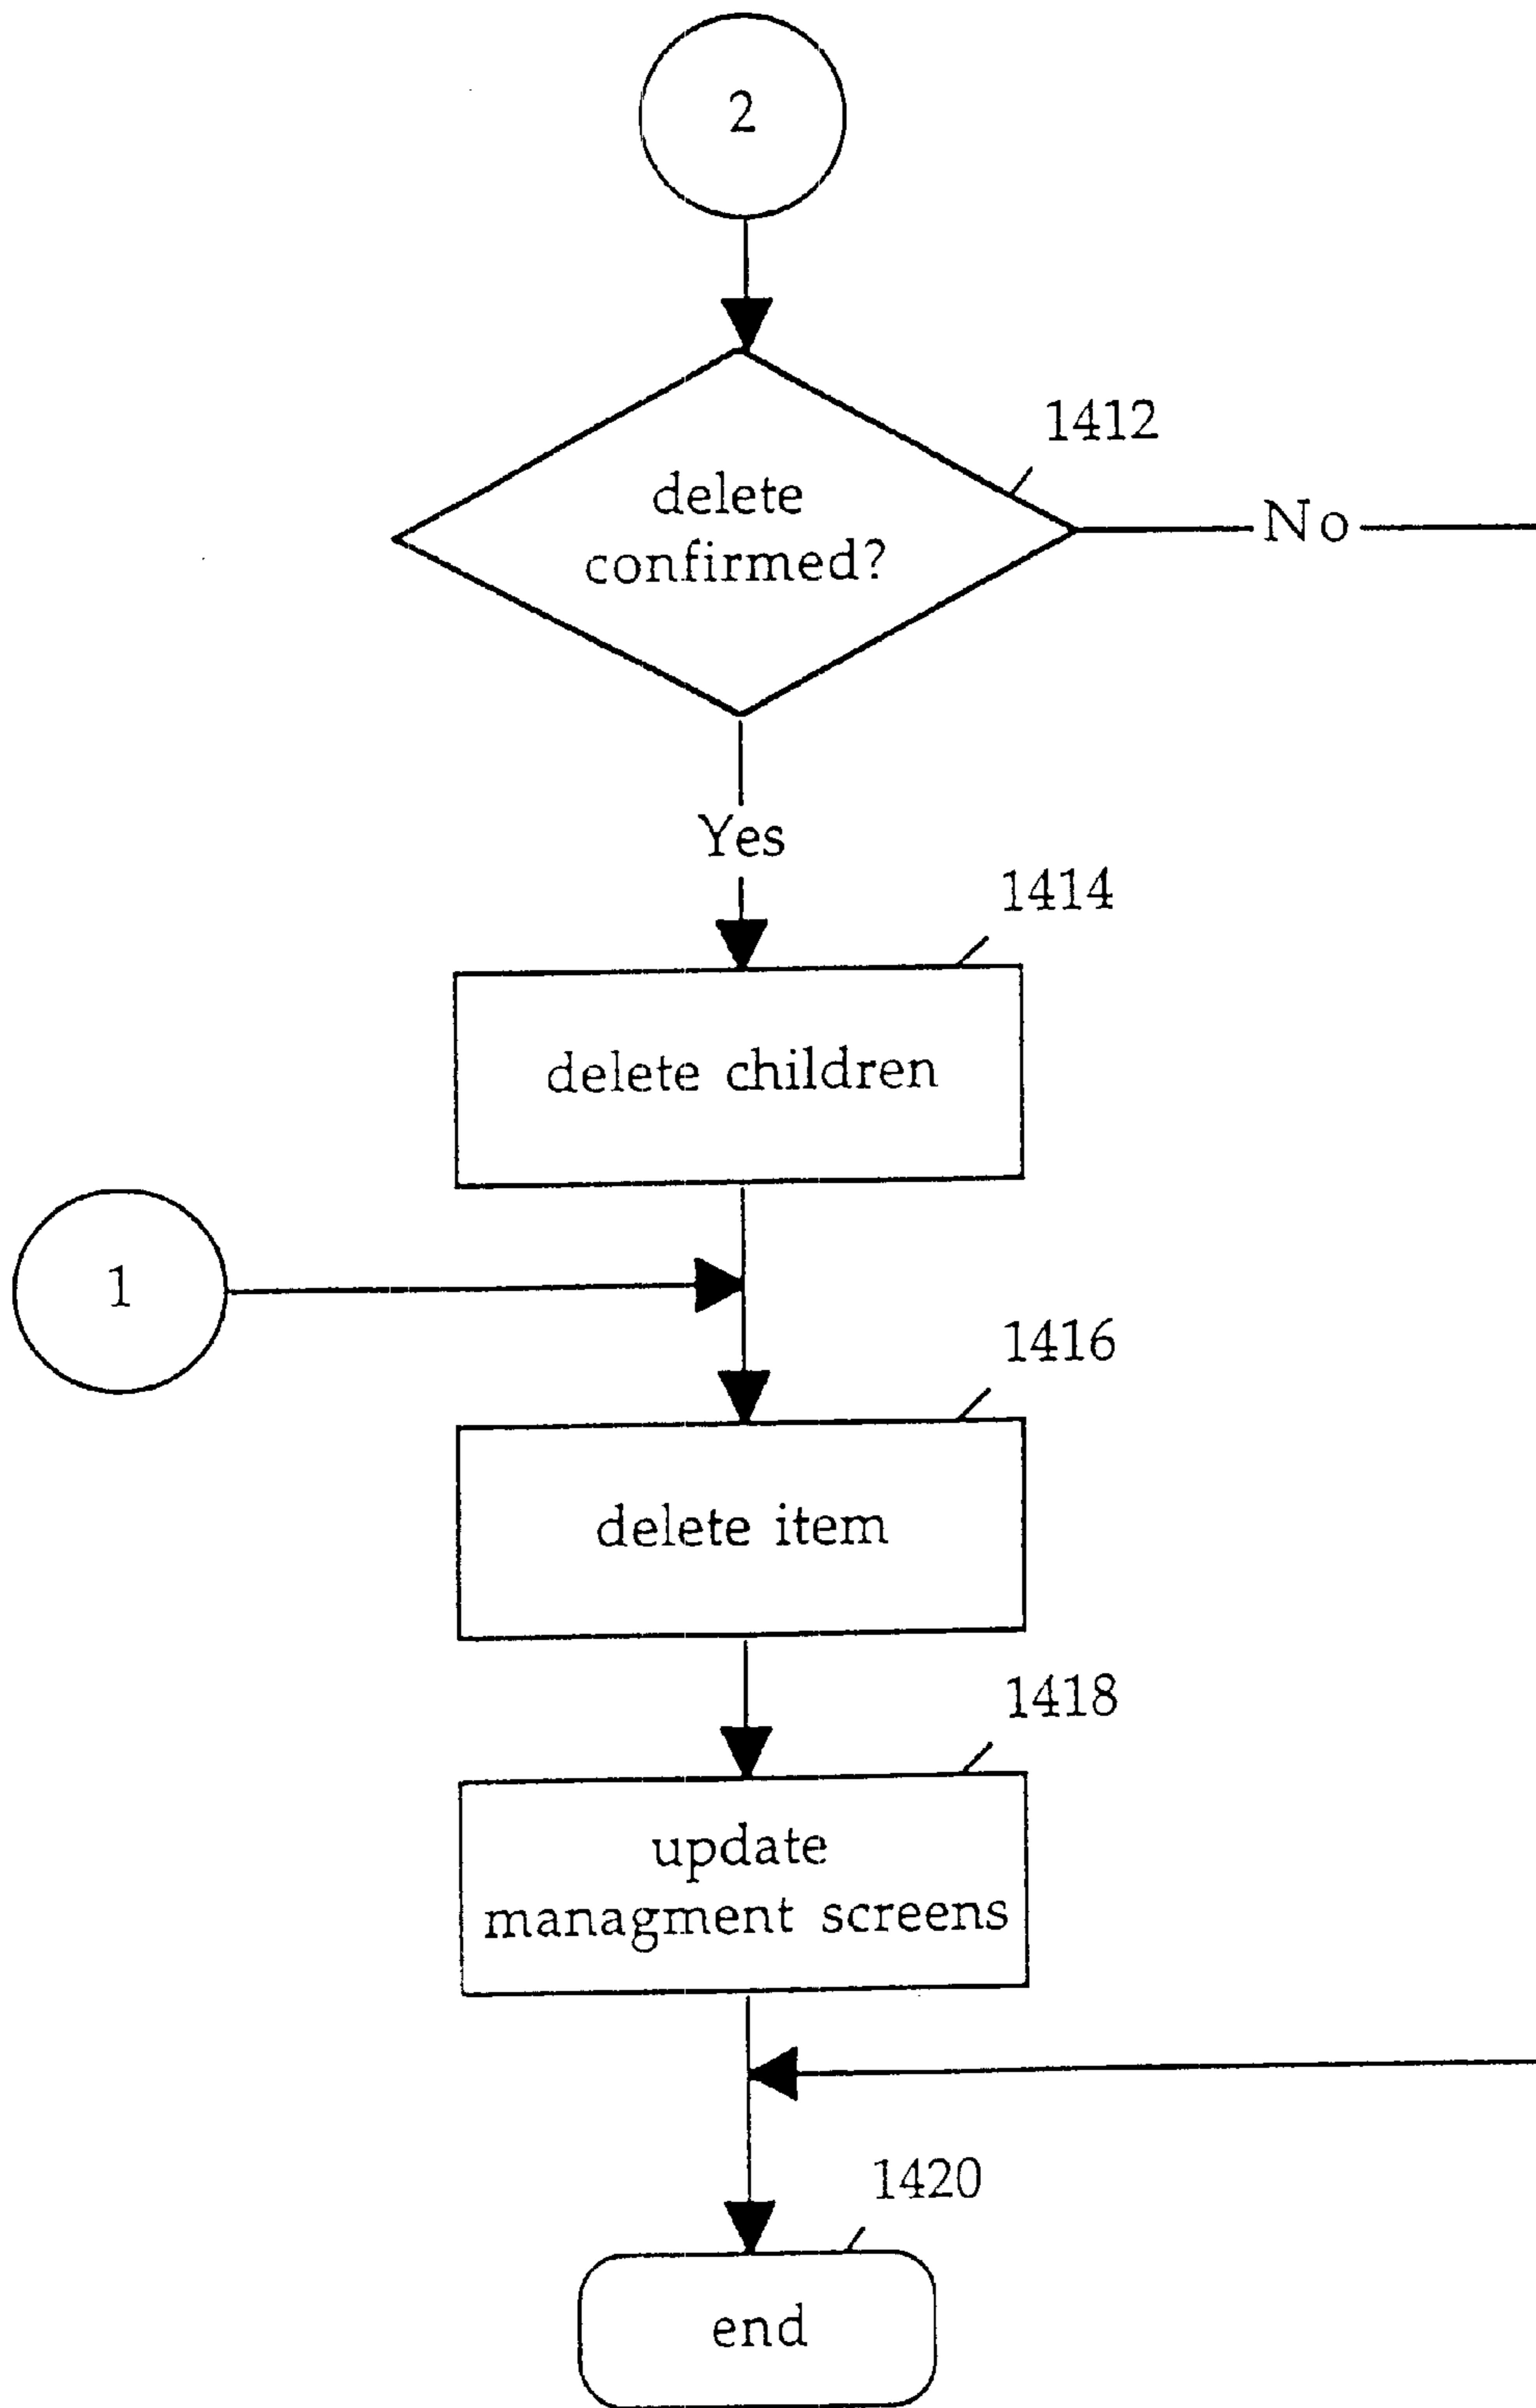 2
1412
delete
confirmed?
No
Yes
1414
delete children
1
1416
delete item
1418
update
managment screens
1420
end